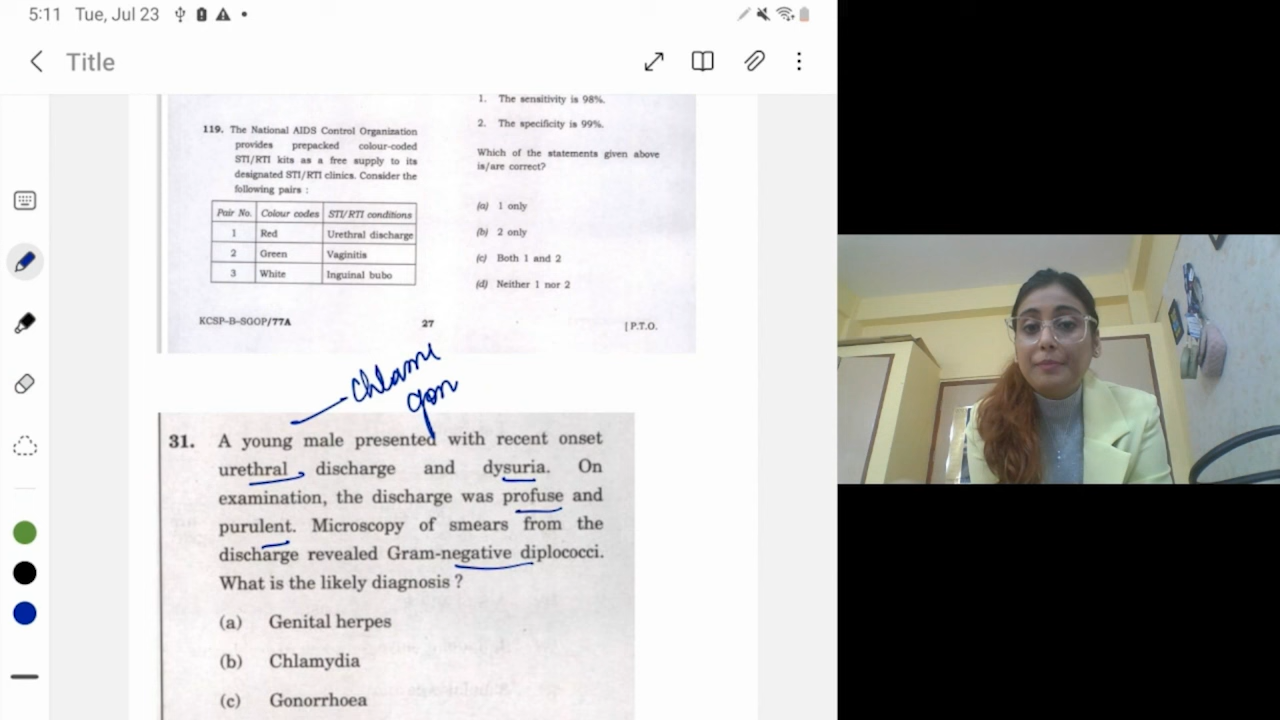 5:11 Tue, Jul 23
Title
1. The sensitivity is 98%.
2. The specificity is 99%.
Which of the statements given above
is/are correct?
(a) 1 only
(b) 2 only
(c) Both 1 and 2
(d) Neither 1 nor 2
119. The National AIDS Control Organization
provides prepacked colour-coded
STI/RTI kits as a free supply to its
designated STI/RTI clinics. Consider the
following pairs :
Pair No. Colour codes STI/RTI conditions
1 Red Urethral discharge
2 Green Vaginitis
3 White Inguinal bubo
KCSP-B-SGOP/77A 27 [ P.T.O.
Chlami
gon
31. A young male presented with recent onset
urethral discharge and dysuria. On
examination, the discharge was profuse and
purulent. Microscopy of smears from the
discharge revealed Gram-negative diplococci.
What is the likely diagnosis ?
(a) Genital herpes
(b) Chlamydia
(c) Gonorrhoea